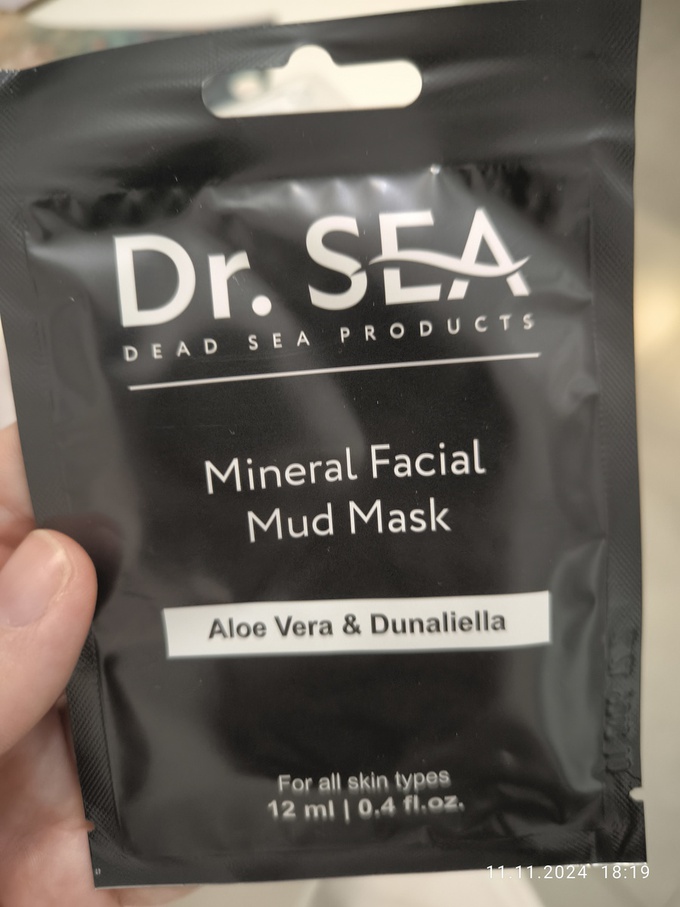 Dr. SEA
DEAD SEA PRODUCTS
Mineral Facial
Mud Mask
Aloe Vera & Dunaliella
For all skin types
12 ml | 0.4 fl.oz.
11.11.2024 18:19